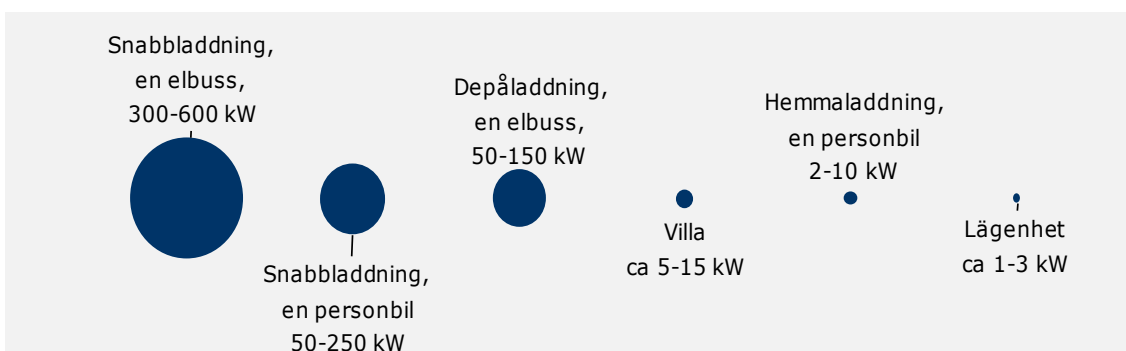 Snabbladdning,
en elbuss,
300-600 kW
Snabbladdning,
en personbil
50-250 kW
Depåladdning,
en elbuss,
50-150 kW
Villa
ca 5-15 kW
Hemmaladdning,
en personbil
2-10 kW
Lägenhet
ca 1-3 kW